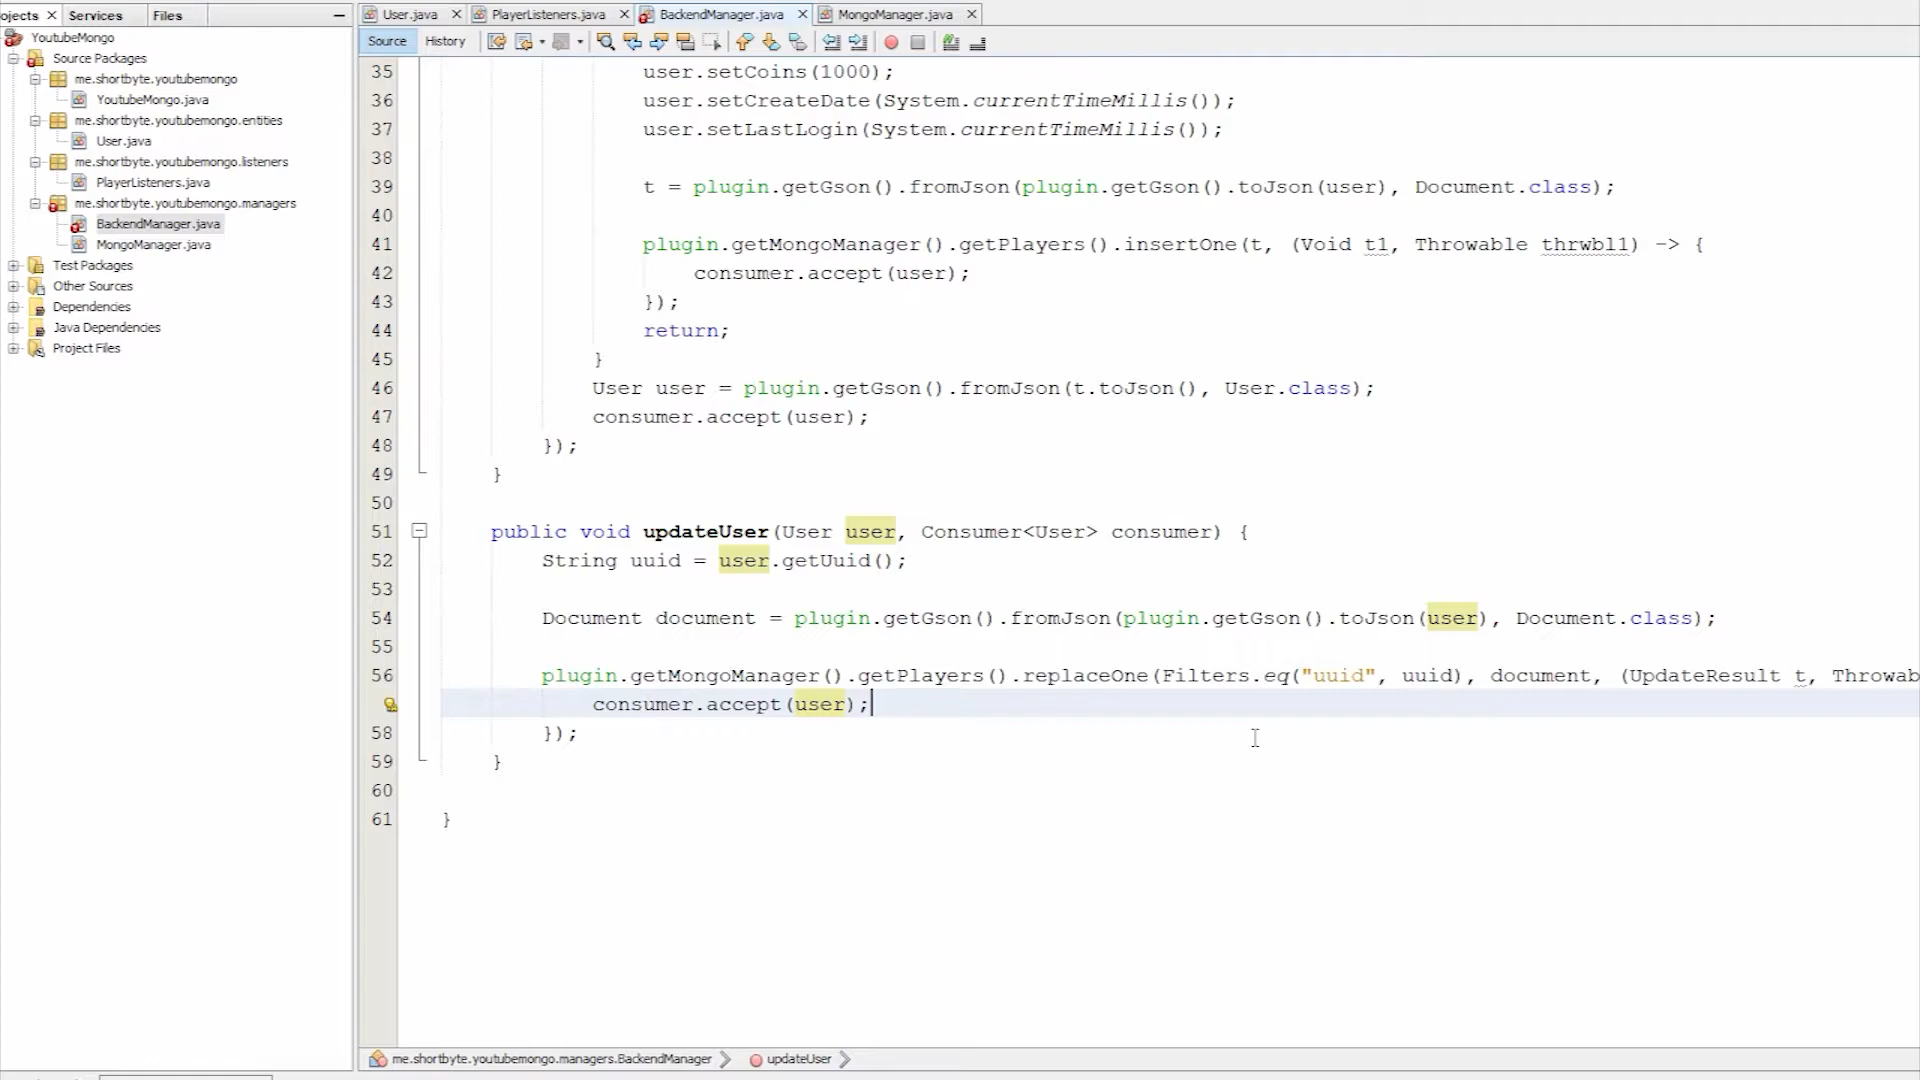 ojects Services Files
YoutubeMongo
Source Packages
me.shortbyte.youtubemongo
YoutubeMongo.java
me.shortbyte.youtubemongo.entities
User.java
me.shortbyte.youtubemongo.listeners
PlayerListeners.java
me.shortbyte.youtubemongo.managers
BackendManager.java
MongoManager.java
Test Packages
Other Sources
Dependencies
Java Dependencies
Project Files
User.java PlayerListeners.java BackendManager.java MongoManager.java
Source History
35 user.setCoins(1000);
36 user.setCreateDate(System.currentTimeMillis());
37 user.setLastLogin(System.currentTimeMillis());
38
39 t = plugin.getGson().fromJson(plugin.getGson().toJson(user), Document.class);
40
41 plugin.getMongoManager().getPlayers().insertOne(t, (Void t1, Throwable thrwbl1) -> {
42 consumer.accept(user);
43 });
44 return;
45 }
46 User user = plugin.getGson().fromJson(t.toJson(), User.class);
47 consumer.accept(user);
48 });
49 }
50
51 public void updateUser(User user, Consumer<User> consumer) {
52 String uuid = user.getUuid();
53
54 Document document = plugin.getGson().fromJson(plugin.getGson().toJson(user), Document.class);
55
56 plugin.getMongoManager().getPlayers().replaceOne(Filters.eq("uuid", uuid), document, (UpdateResult t, Throwab
consumer.accept(user);
58 });
59 }
60
61 }
me.shortbyte.youtubemongo.managers.BackendManager updateUser